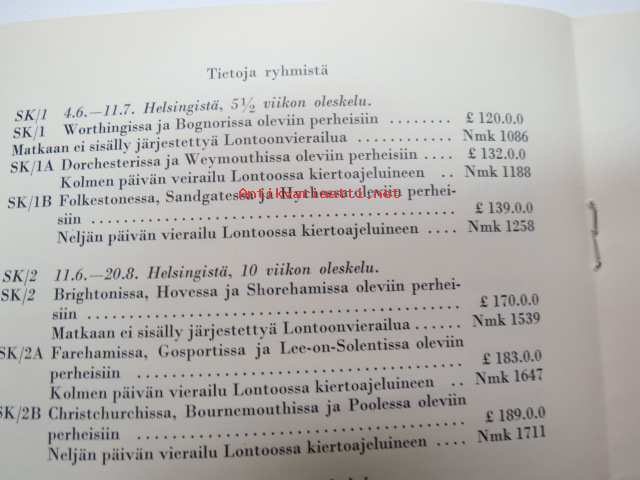 Tietoja ryhmistä
SK/1 4.6.—11.7. Helsingistä, 5½ viikon oleskelu.
SK/1 Worthingissa ja Bognorissa oleviin perheisiin ........ £ 120.0.0
Matkaan ei sisälly järjestettyä Lontoonvierailua ....... Nmk 1086
SK/1A Dorchesterissa ja Weymouthissa oleviin perheisiin .... £ 132.0.0
Kolmen päivän veirailu Lontoossa kiertoajeluineen .. Nmk 1188
SK/1B Folkestonessa, Sandgatessa ja Hythessa oleviin perhei-
siin ........................................ £ 139.0.0
Neljän päivän vierailu Lontoossa kiertoajeluineen .... Nmk 1258
SK/2 11.6.—20.8. Helsingistä, 10 viikon oleskelu.
SK/2 Brightonissa, Hovessa ja Shorehamissa oleviin perhei-
siin ........................................ £ 170.0.0
Matkaan ei sisälly järjestettyä Lontoonvierailua ...... Nmk 1539
SK/2A Farehamissa, Gosportissa ja Lee-on-Solentissa oleviin
perheisiin .................................. £ 183.0.0
Kolmen päivän vierailu Lontoossa kiertoajeluineen .. Nmk 1647
SK/2B Christchurchissa, Bournemouthissa ja Poolessa oleviin
perheisiin .................................. £ 189.0.0
Neljän päivän vierailu Lontoossa kiertoajeluineen .... Nmk 1711